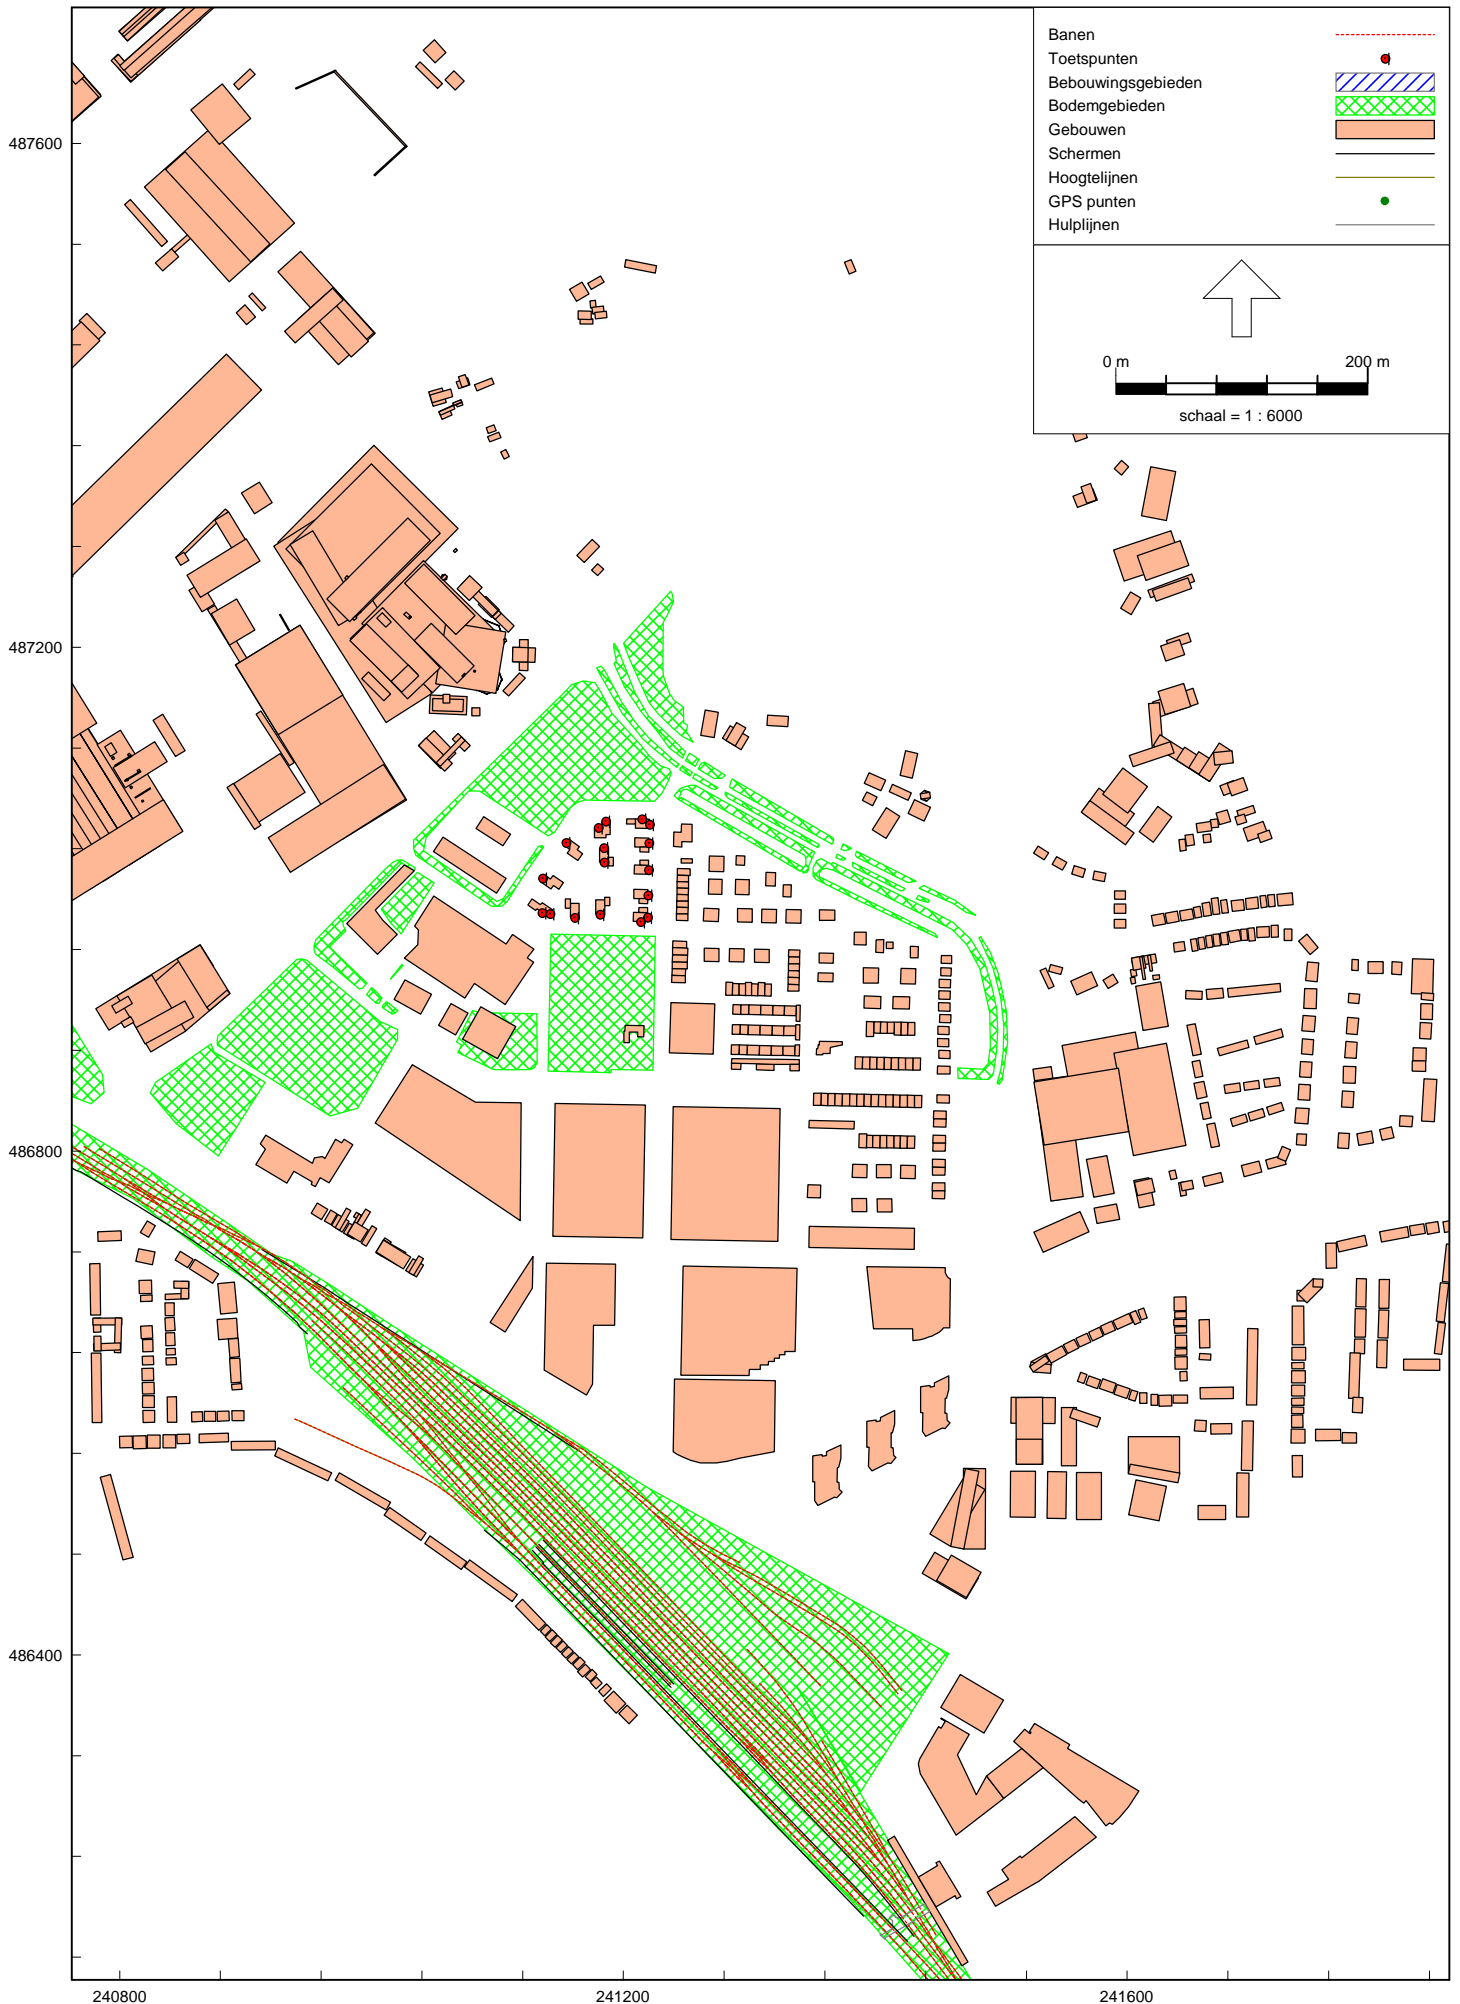 Banen
Toetspunten
Bebouwingsgebieden
Bodemgebieden
Gebouwen
Schermen
Hoogtelijnen
GPS punten
Hulplijnen
0 m 200 m
schaal = 1 : 6000
487600
487200
486800
486400
240800 241200 241600